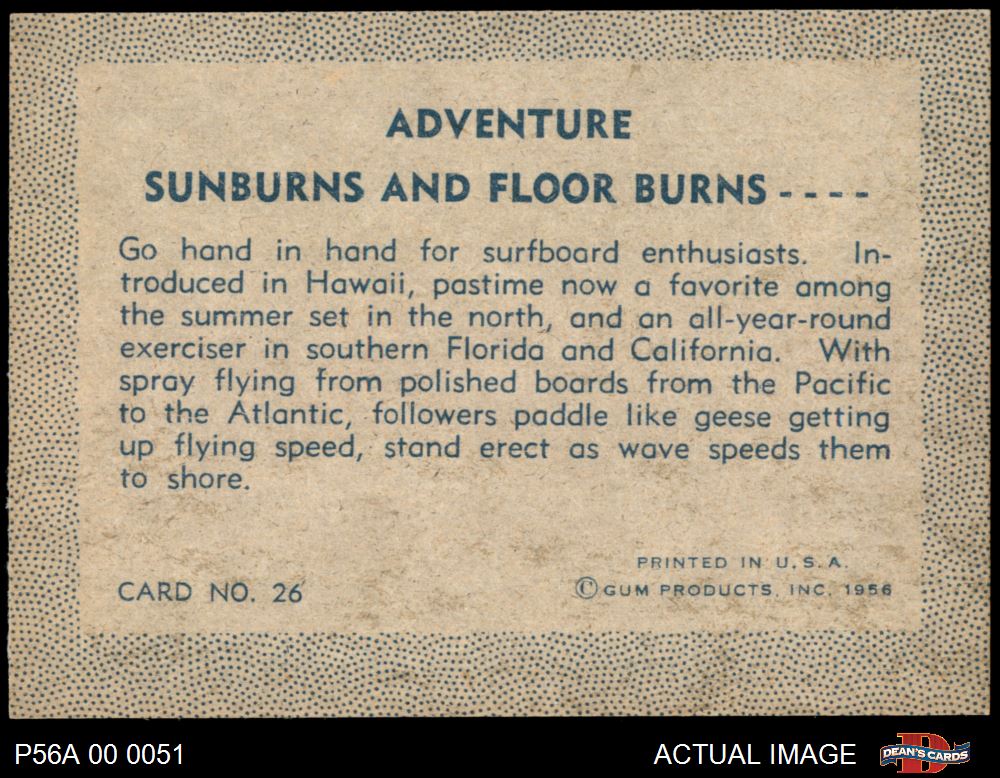 ADVENTURE
SUNBURNS AND FLOOR BURNS - - - -
Go hand in hand for surfboard enthusiasts. In-
troduced in Hawaii, pastime now a favorite among
the summer set in the north, and an all-year-round
exerciser in southern Florida and California. With
spray flying from polished boards from the Pacific
to the Atlantic, followers paddle like geese getting
up flying speed, stand erect as wave speeds them
to shore.
PRINTED IN U. S. A.
CARD NO. 26
© GUM PRODUCTS, INC. 1956
P56A 00 0051
ACTUAL IMAGE
DEAN'S CARDS